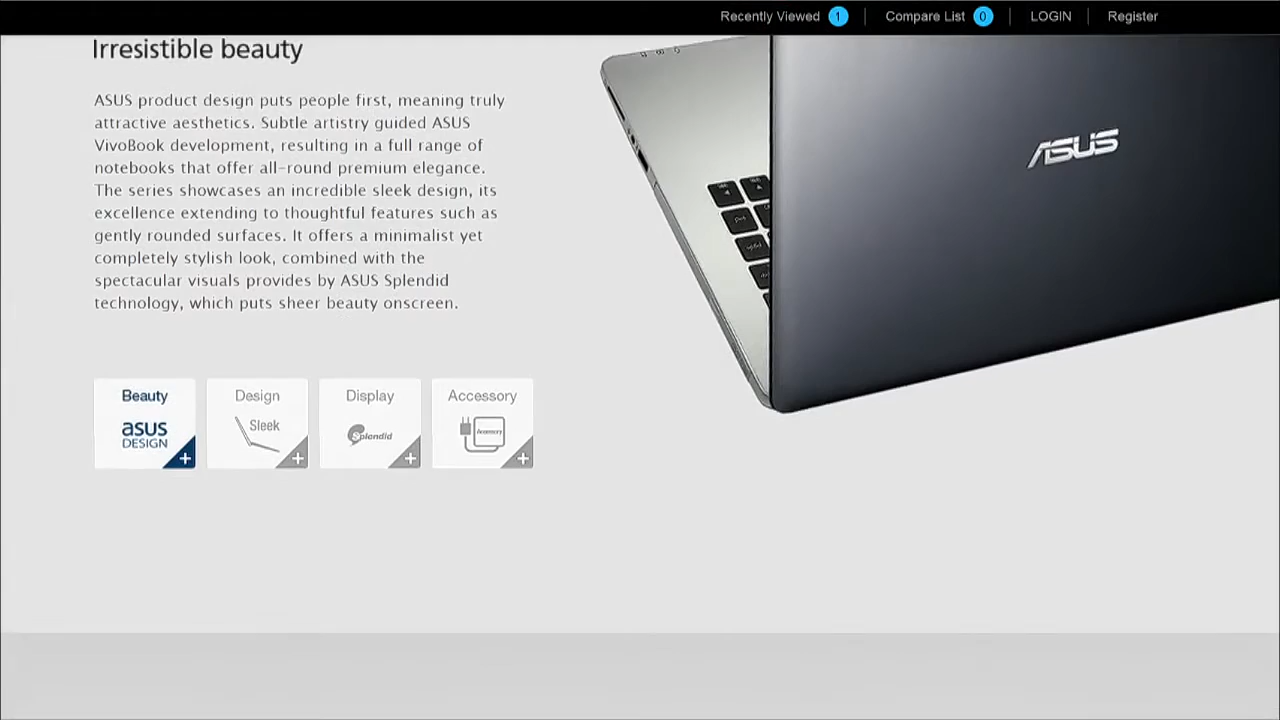 Recently Viewed 1 Compare List 0 LOGIN Register
Irresistible beauty
ASUS product design puts people first, meaning truly
attractive aesthetics. Subtle artistry guided ASUS
VivoBook development, resulting in a full range of
notebooks that offer all-round premium elegance.
The series showcases an incredible sleek design, its
excellence extending to thoughtful features such as
gently rounded surfaces. It offers a minimalist yet
completely stylish look, combined with the
spectacular visuals provides by ASUS Splendid
technology, which puts sheer beauty onscreen.
ASUS
Beauty Design Display Accessory
asus Sleek Splendid Accessory
DESIGN